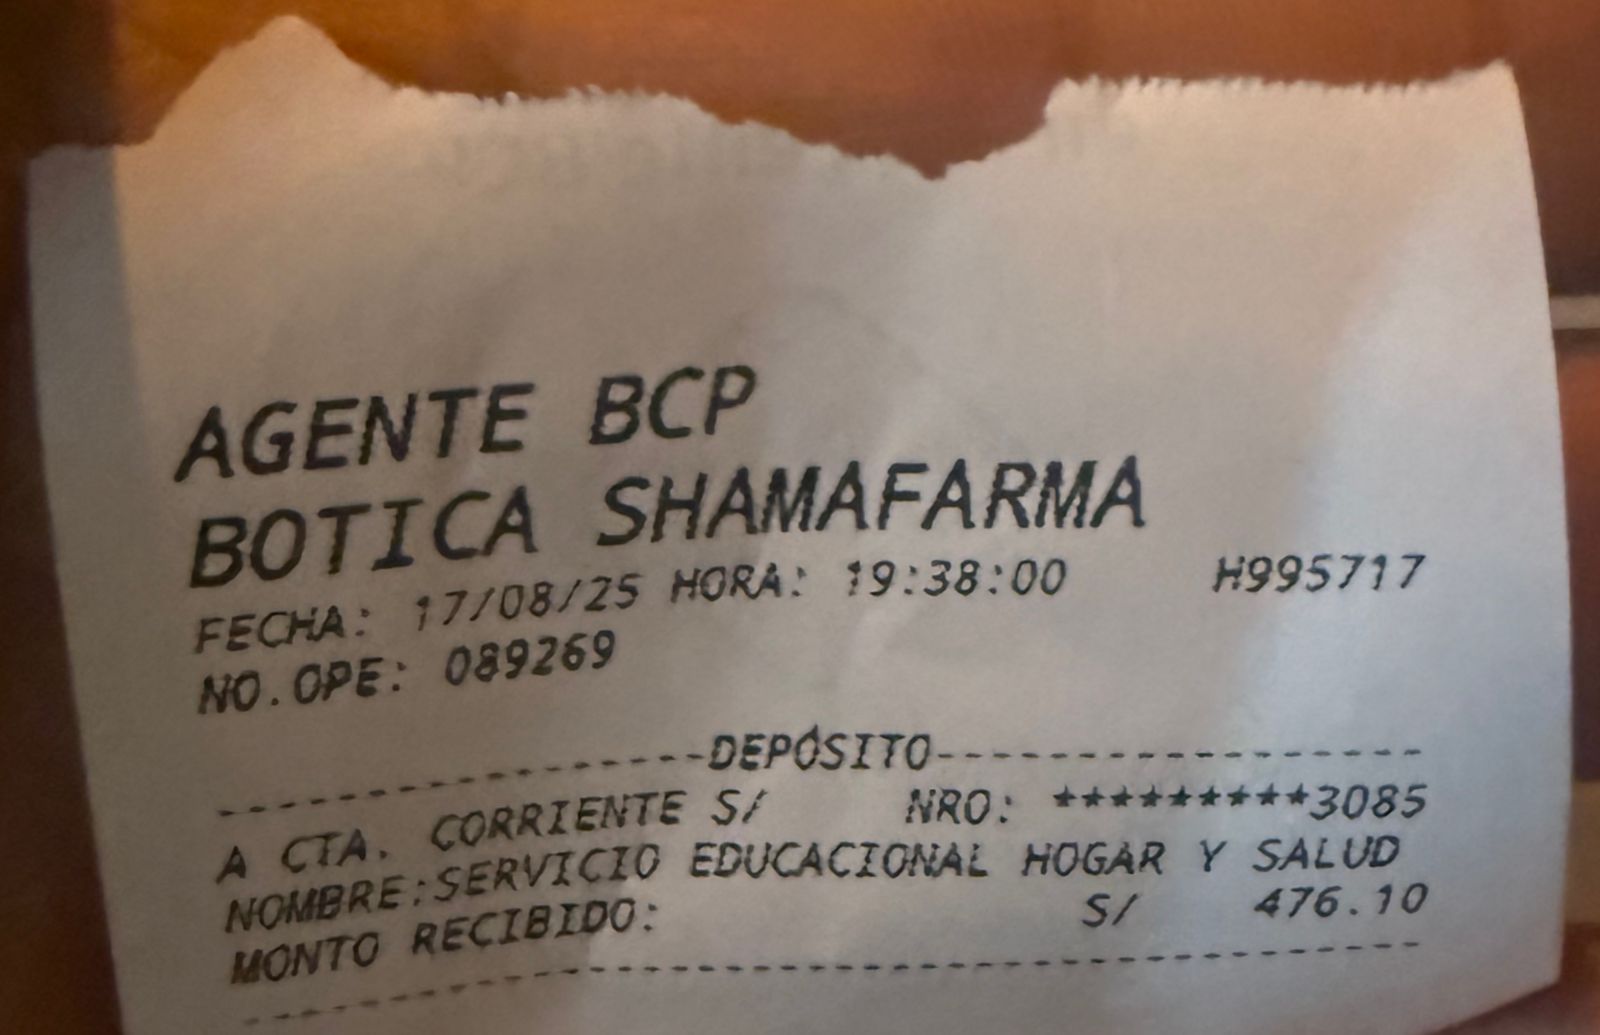 AGENTE BCP
BOTICA SHAMAFARMA
FECHA: 17/08/25 HORA: 19:38:00 H995717
NO.OPE: 089269
-----------------DEPÓSITO-----------------
A CTA. CORRIENTE S/ NRO: *********3085
NOMBRE:SERVICIO EDUCACIONAL HOGAR Y SALUD
MONTO RECIBIDO: S/ 476.10
------------------------------------------